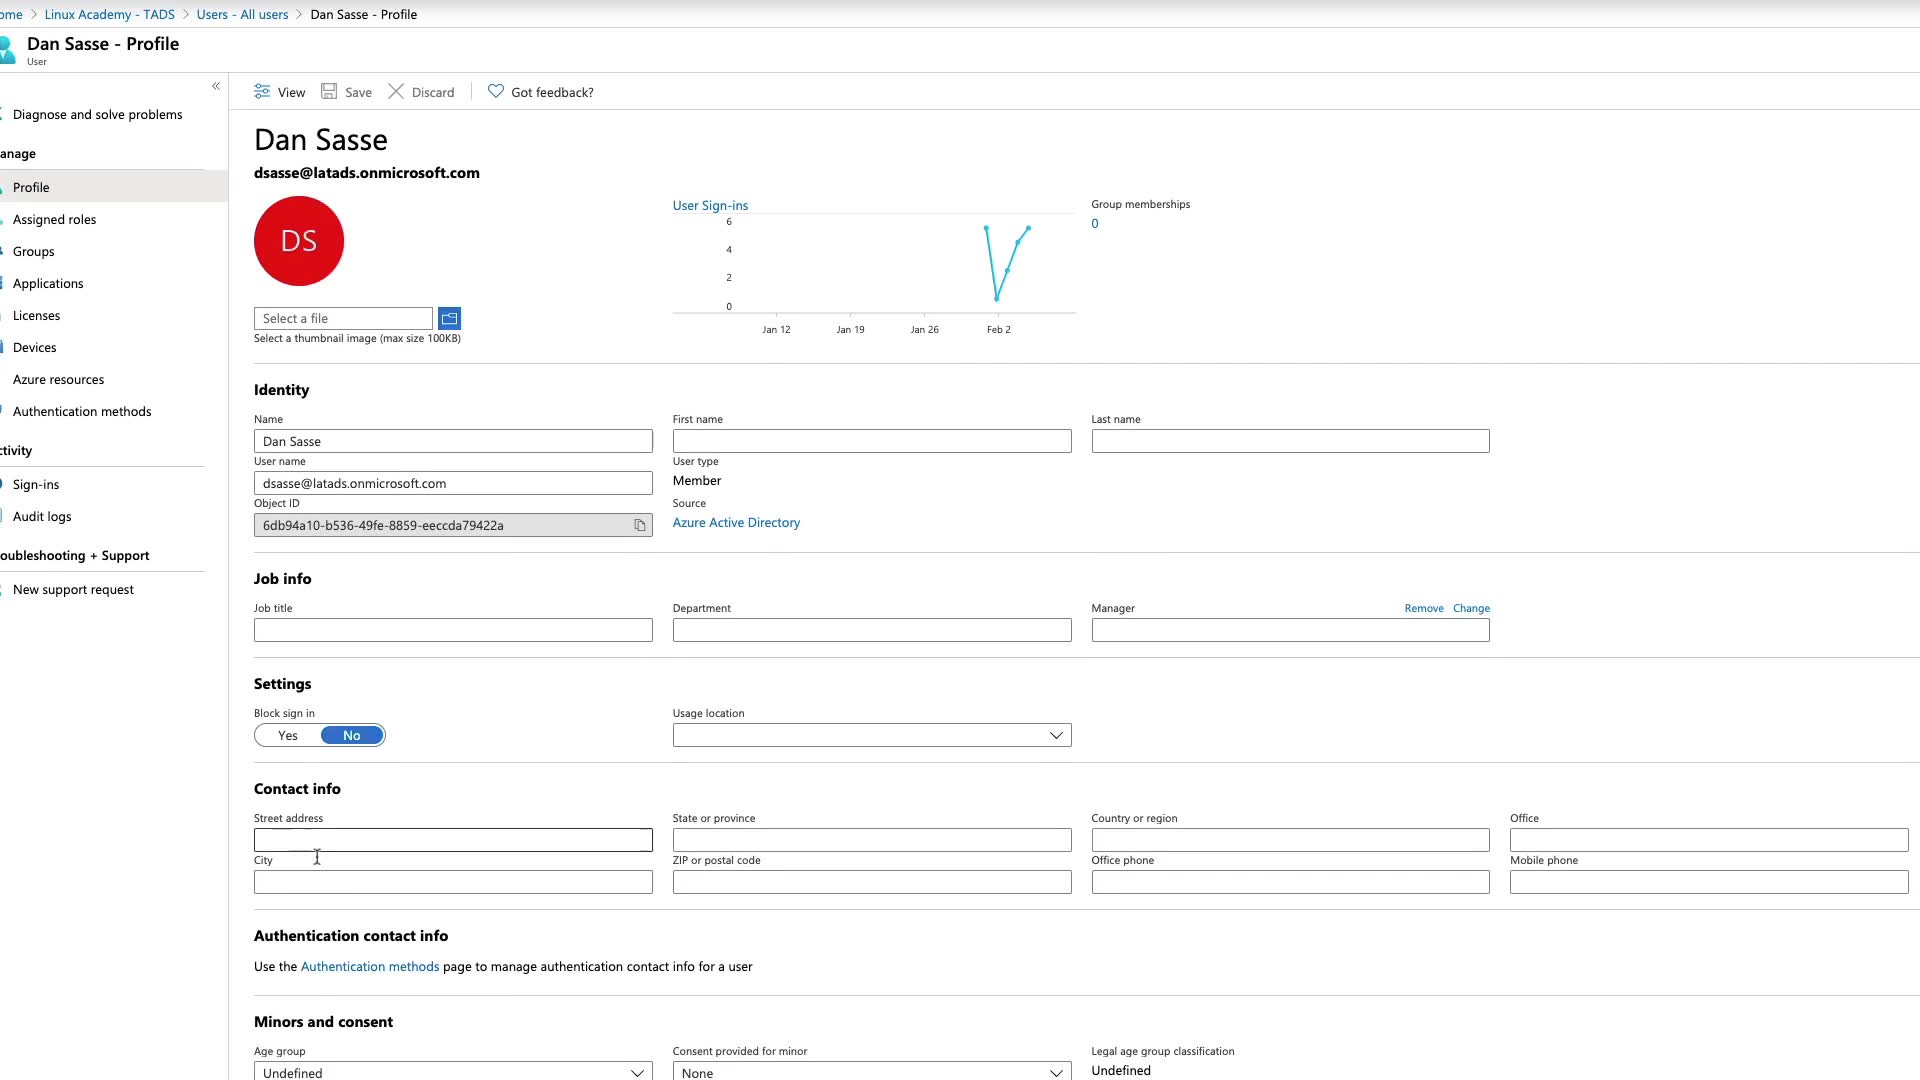 ome > Linux Academy - TADS > Users - All users > Dan Sasse - Profile
Dan Sasse - Profile
User
«
Diagnose and solve problems
anage
Profile
Assigned roles
Groups
Applications
Licenses
Devices
Azure resources
Authentication methods
ctivity
Sign-ins
Audit logs
oubleshooting + Support
New support request
View Save Discard Got feedback?
Dan Sasse
dsasse@latads.onmicrosoft.com
DS
Select a file
Select a thumbnail image (max size 100KB)
User Sign-ins
6
4
2
0
Jan 12 Jan 19 Jan 26 Feb 2
Group memberships
0
Identity
Name First name Last name
Dan Sasse
User name User type
dsasse@latads.onmicrosoft.com Member
Object ID Source
6db94a10-b536-49fe-8859-eeccda79422a Azure Active Directory
Job info
Job title Department Manager Remove Change
Settings
Block sign in Usage location
Yes No
Contact info
Street address State or province Country or region Office
City ZIP or postal code Office phone Mobile phone
Authentication contact info
Use the Authentication methods page to manage authentication contact info for a user
Minors and consent
Age group Consent provided for minor Legal age group classification
Undefined None Undefined